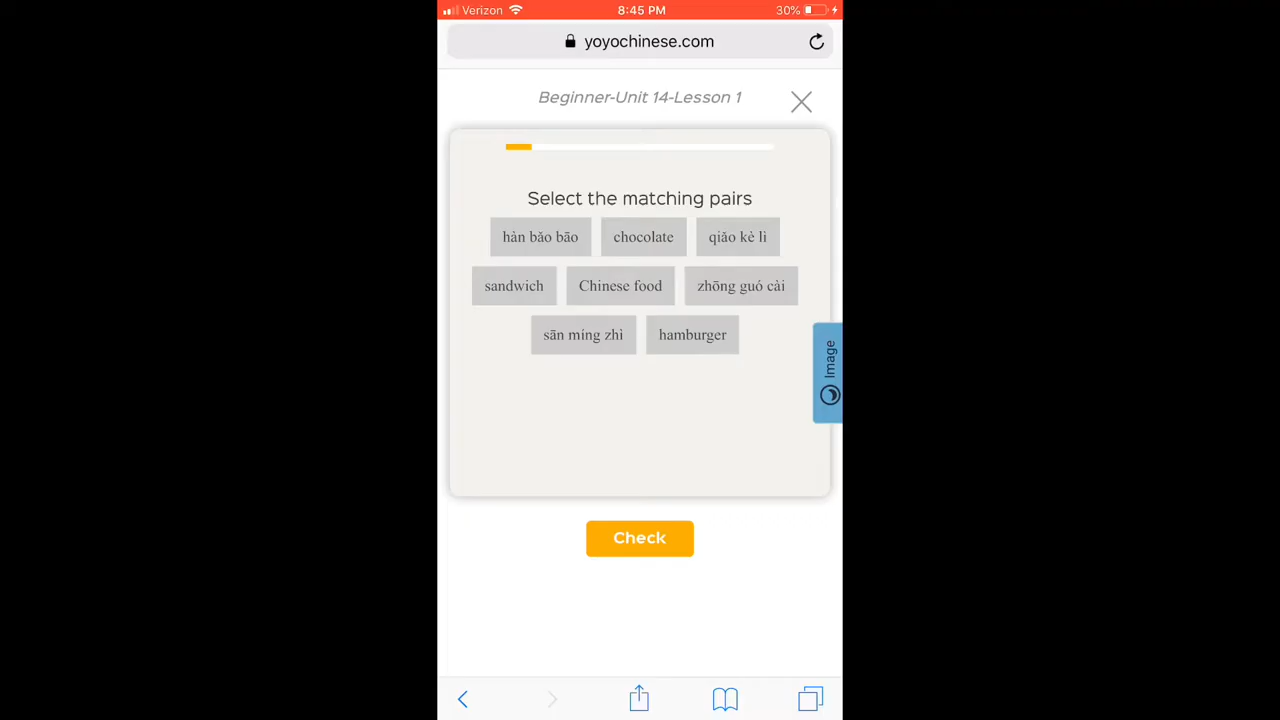 Verizon 8:45 PM 30%
yoyochinese.com
Beginner-Unit 14-Lesson 1
Select the matching pairs
hàn bǎo bāo chocolate qiǎo kè lì
sandwich Chinese food zhōng guó cài
sān míng zhì hamburger
Image
Check